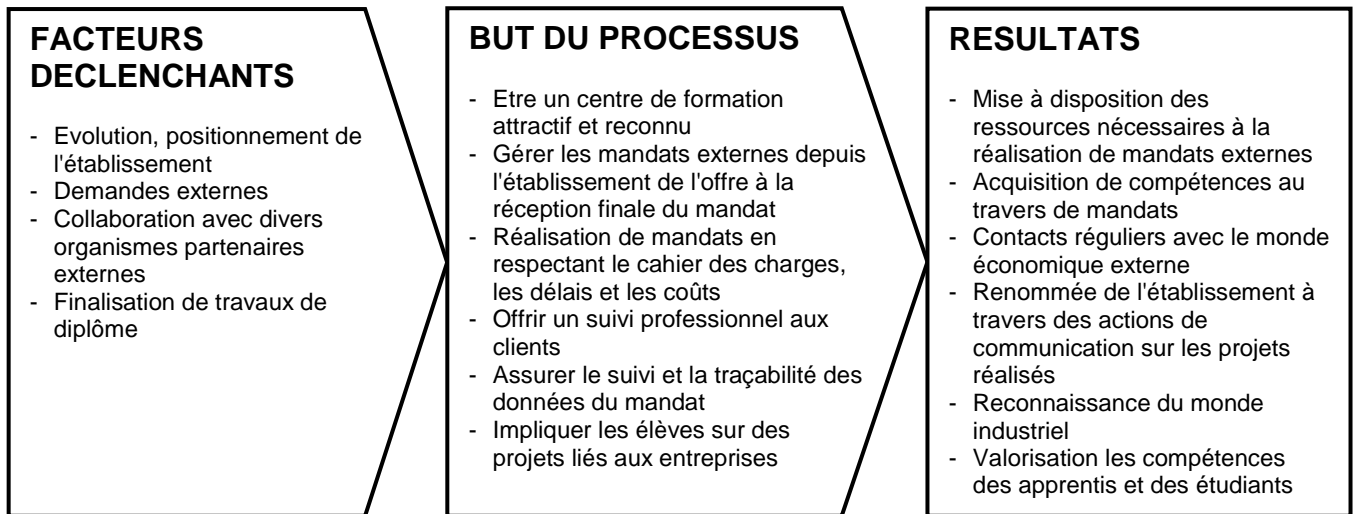 FACTEURS
DECLENCHANTS
- Evolution, positionnement de
l'établissement
- Demandes externes
- Collaboration avec divers
organismes partenaires
externes
- Finalisation de travaux de
diplôme
BUT DU PROCESSUS
- Etre un centre de formation
attractif et reconnu
- Gérer les mandats externes depuis
l'établissement de l'offre à la
réception finale du mandat
- Réalisation de mandats en
respectant le cahier des charges,
les délais et les coûts
- Offrir un suivi professionnel aux
clients
- Assurer le suivi et la traçabilité des
données du mandat
- Impliquer les élèves sur des
projets liés aux entreprises
RESULTATS
- Mise à disposition des
ressources nécessaires à la
réalisation de mandats externes
- Acquisition de compétences au
travers de mandats
- Contacts réguliers avec le monde
économique externe
- Renommée de l'établissement à
travers des actions de
communication sur les projets
réalisés
- Reconnaissance du monde
industriel
- Valorisation les compétences
des apprentis et des étudiants